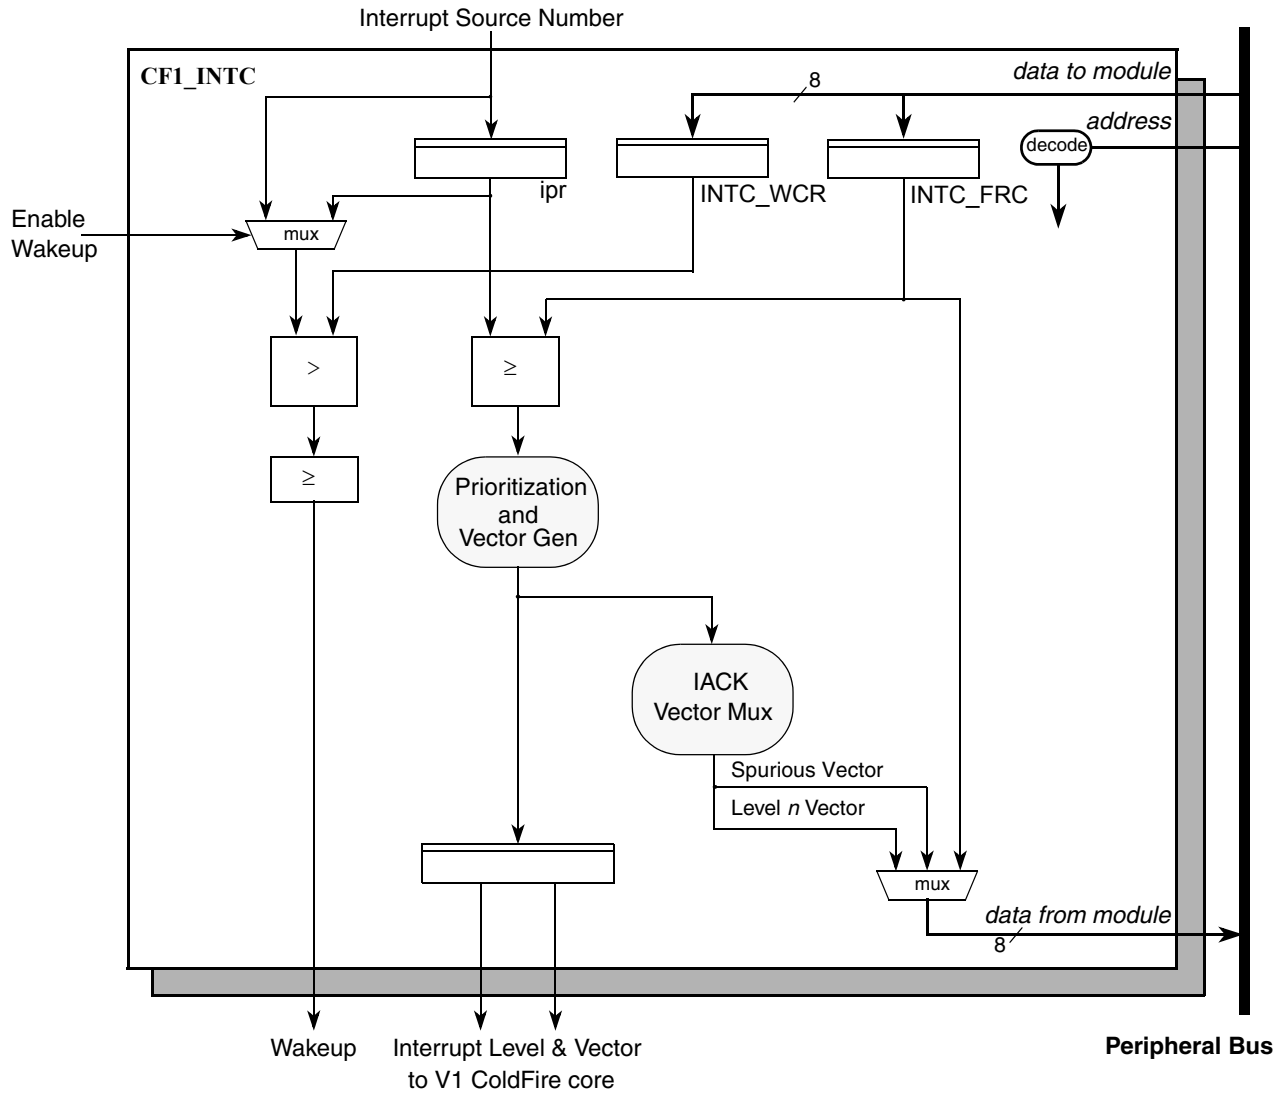 Interrupt Source Number
CF1_INTC
data to module
8
address
decode
ipr
INTC_WCR
INTC_FRC
Enable
Wakeup
mux
>
≥
≥
Prioritization
and
Vector Gen
IACK
Vector Mux
Spurious Vector
Level n Vector
mux
data from module
8
Wakeup
Interrupt Level & Vector
to V1 ColdFire core
Peripheral Bus